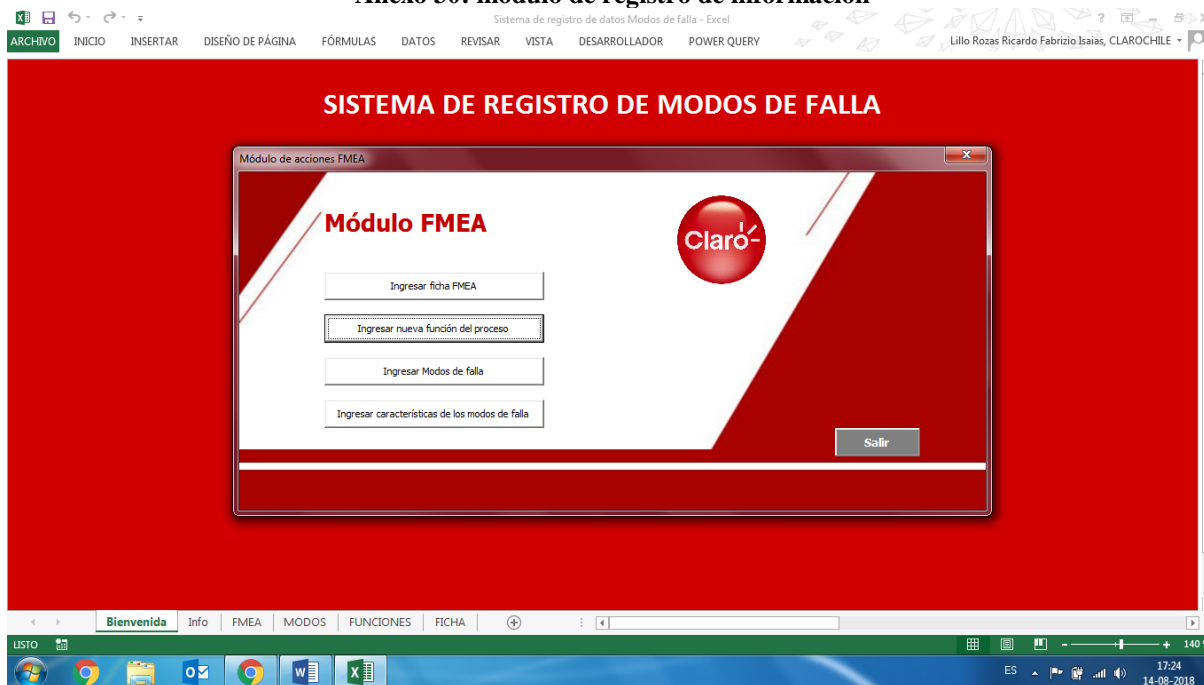 Anexo 30: módulo de registro de información
Sistema de registro de datos Modos de falla - Excel
ARCHIVO INICIO INSERTAR DISEÑO DE PÁGINA FÓRMULAS DATOS REVISAR VISTA DESARROLLADOR POWER QUERY Lillo Rozas Ricardo Fabrizio Isaias, CLAROCHILE
SISTEMA DE REGISTRO DE MODOS DE FALLA
Módulo de acciones FMEA
Módulo FMEA
Claro
Ingresar ficha FMEA
Ingresar nueva función del proceso
Ingresar Modos de falla
Ingresar características de los modos de falla
Salir
Bienvenida Info FMEA MODOS FUNCIONES FICHA
LISTO 140
ES 17:24
14-08-2018